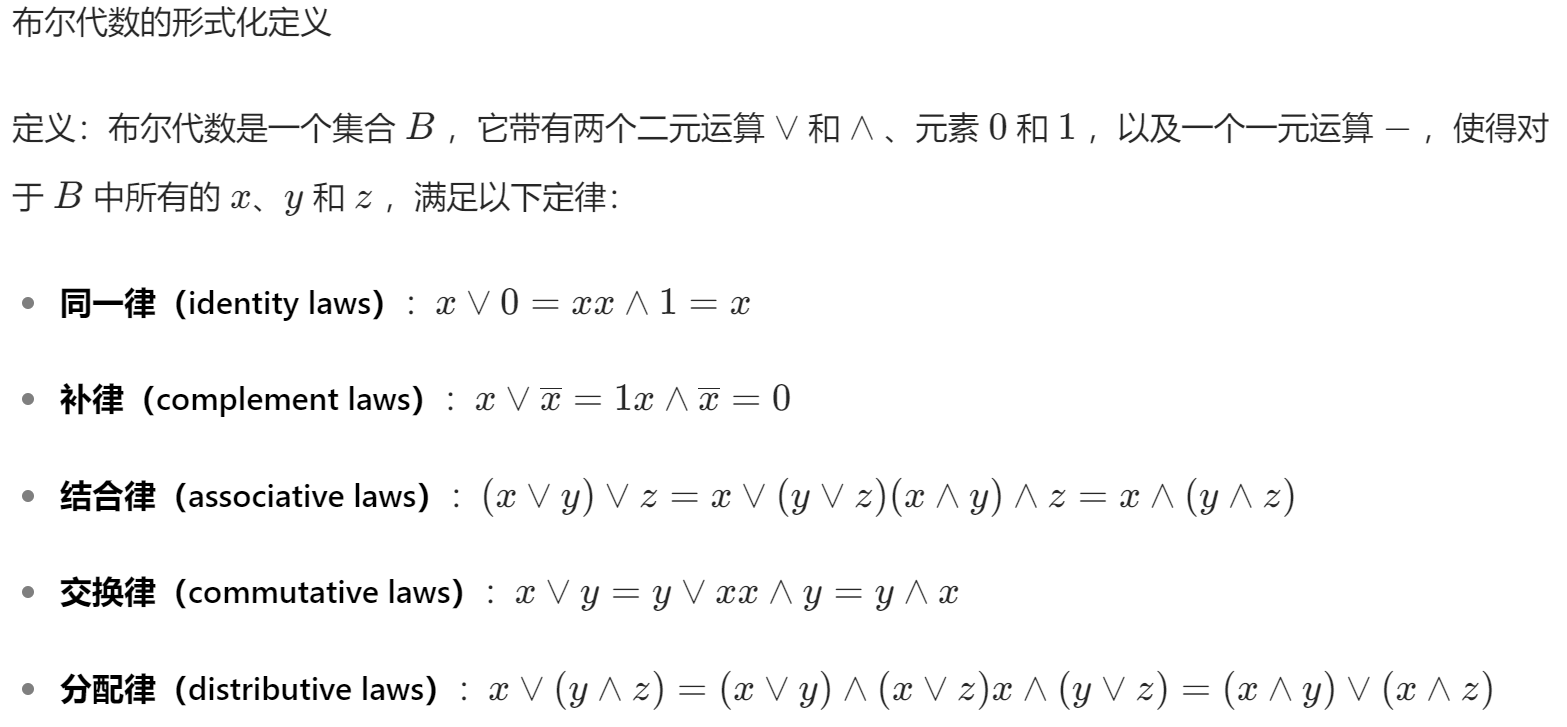 布尔代数的形式化定义
定义：布尔代数是一个集合 B ，它带有两个二元运算 ∨ 和 ∧ 、元素 0 和 1 ，以及一个一元运算 − ，使得对
于 B 中所有的 x、y 和 z ，满足以下定律：
• 同一律（identity laws）：x ∨ 0 = xx ∧ 1 = x
• 补律（complement laws）：x ∨ x̅ = 1x ∧ x̅ = 0
• 结合律（associative laws）：(x ∨ y) ∨ z = x ∨ (y ∨ z)(x ∧ y) ∧ z = x ∧ (y ∧ z)
• 交换律（commutative laws）：x ∨ y = y ∨ xx ∧ y = y ∧ x
• 分配律（distributive laws）：x ∨ (y ∧ z) = (x ∨ y) ∧ (x ∨ z)x ∧ (y ∨ z) = (x ∧ y) ∨ (x ∧ z)